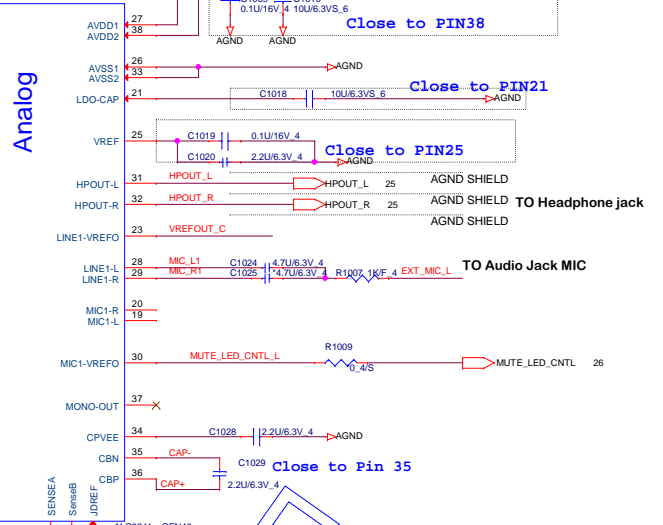 0.1U/16V_4 10U/6.3VS_6
AVDD1 27
AVDD2 38
Close to PIN38
AGND AGND
AVSS1 26 AGND
AVSS2 33
Close to PIN21
LDO-CAP 21 C1018 10U/6.3VS_6 AGND
VREF 25 C1019 0.1U/16V_4
Close to PIN25
C1020 2.2U/6.3V_4 AGND
HPOUT-L 31 HPOUT_L HPOUT_L 25 AGND SHIELD
HPOUT-R 32 HPOUT_R HPOUT_R 25 AGND SHIELD TO Headphone jack
AGND SHIELD
LINE1-VREFO 23 VREFOUT_C
LINE1-L 28 MIC_L1 C1024 4.7U/6.3V_4 TO Audio Jack MIC
LINE1-R 29 MIC_R1 C1025 *4.7U/6.3V_4 R1007 1K/F_4 EXT_MIC_L
MIC1-R 20
MIC1-L 19
R1009
MIC1-VREFO 30 MUTE_LED_CNTL_L 0_4/S MUTE_LED_CNTL 26
MONO-OUT 37
CPVEE 34 C1028 2.2U/6.3V_4 AGND
CBN 35 CAP- C1029 Close to Pin 35
CBP 36 CAP+ 2.2U/6.3V_4
Analog
SENSEA
SenseB
JDREF